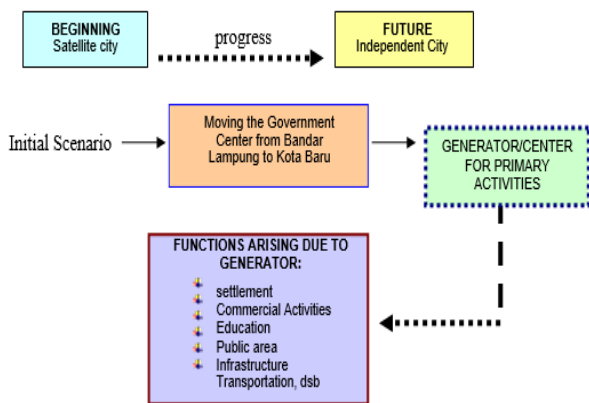 BEGINNING
Satellite city
progress
FUTURE
Independent City
Initial Scenario
Moving the Government
Center from Bandar
Lampung to Kota Baru
GENERATOR/CENTER
FOR PRIMARY
ACTIVITIES
FUNCTIONS ARISING DUE TO
GENERATOR:
settlement
Commercial Activities
Education
Public area
Infrastructure
Transportation, dsb